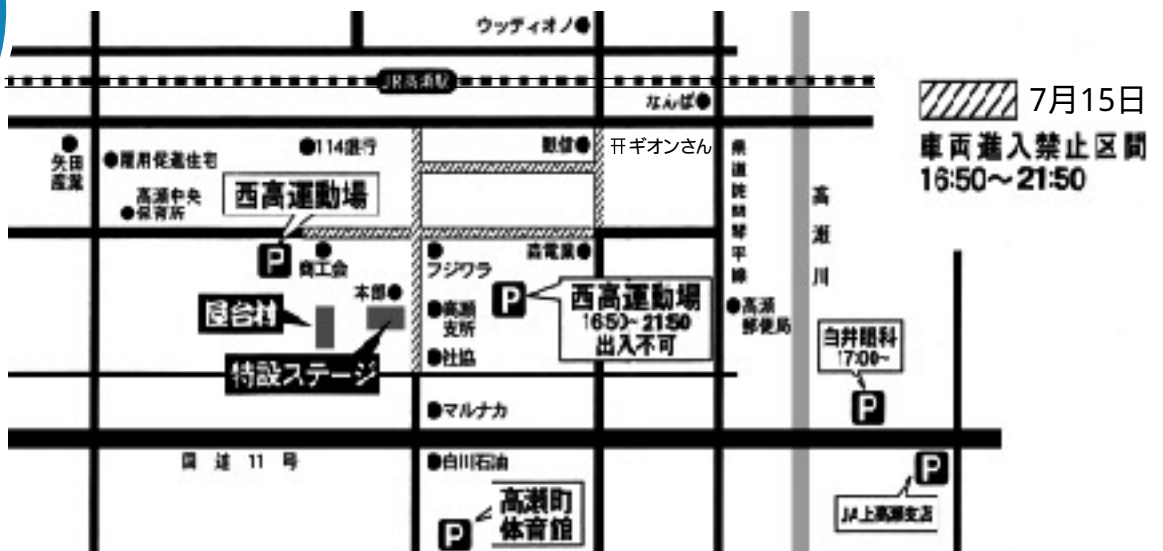 ウッディオノ
JR高瀬駅
なんば
7月15日
車両進入禁止区間
16:50～21:50
矢田
産業
雇用促進住宅
114銀行
観信
ギオンさん
高瀬中央
保育所
西高運動場
県道詫間琴平線
高瀬川
P
商工会
フジワラ
森電業
本部
屋台村
特設ステージ
高瀬
支所
社協
P
西高運動場
16:50~21:50
出入不可
高瀬
郵便局
白井眼科
17:00~
P
マルナカ
国道11号
白川石油
P
高瀬町
体育館
P
JA上高瀬支店